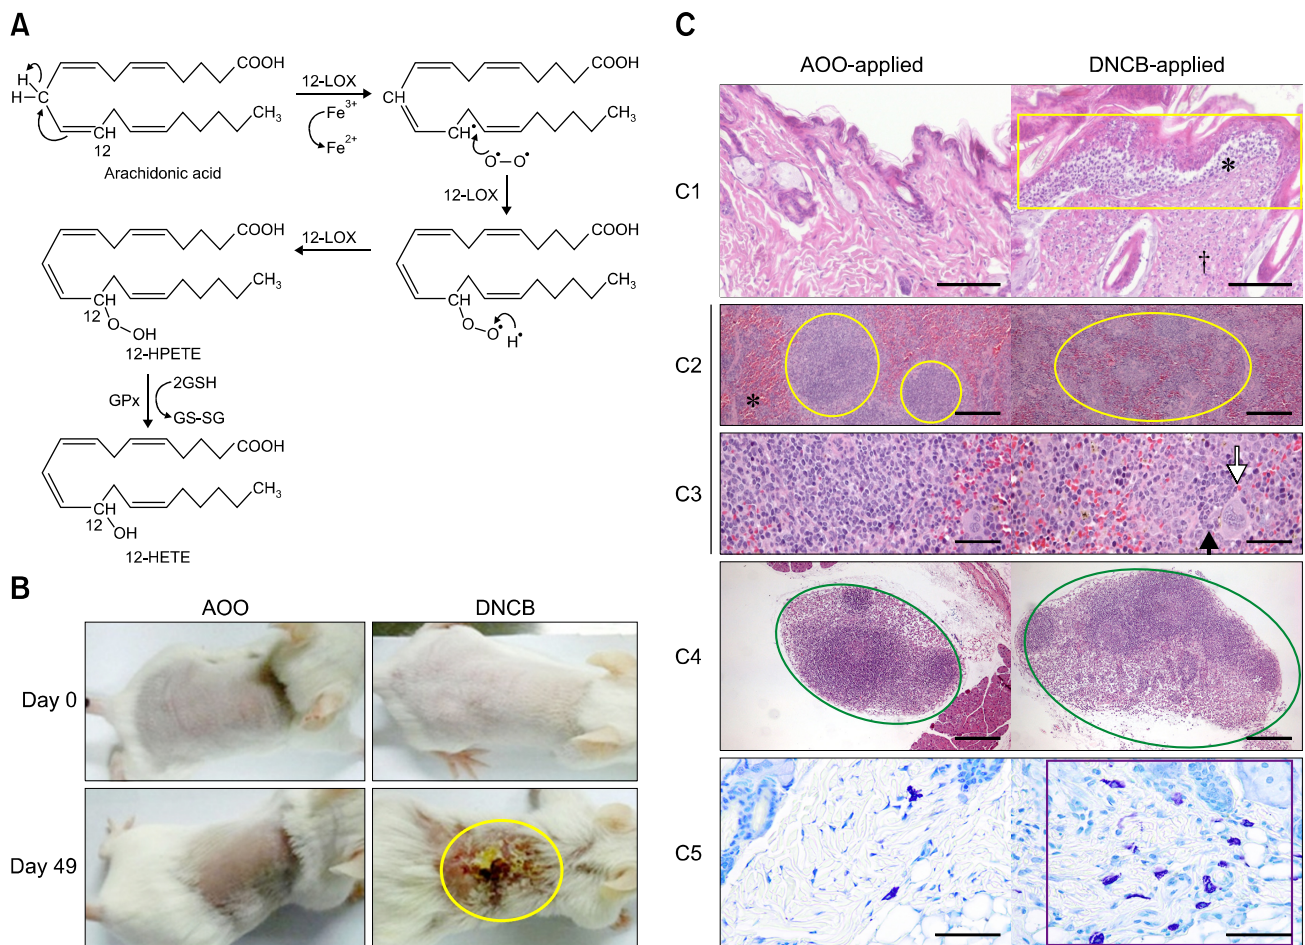 A
COOH
H
H
C
CH₃
CH
12
Arachidonic acid
12-LOX
Fe³⁺
Fe²⁺
COOH
CH
CH₃
CH•
O•–O•
12-LOX
COOH
CH₃
CH
O
O•
H•
12-LOX
COOH
CH₃
CH
12
O
OH
12-HPETE
GPx
2GSH
GS-SG
COOH
CH₃
CH
12
OH
12-HETE
B
AOO
DNCB
Day 0
Day 49
C
AOO-applied
DNCB-applied
C1
*
†
C2
*
C3
C4
C5